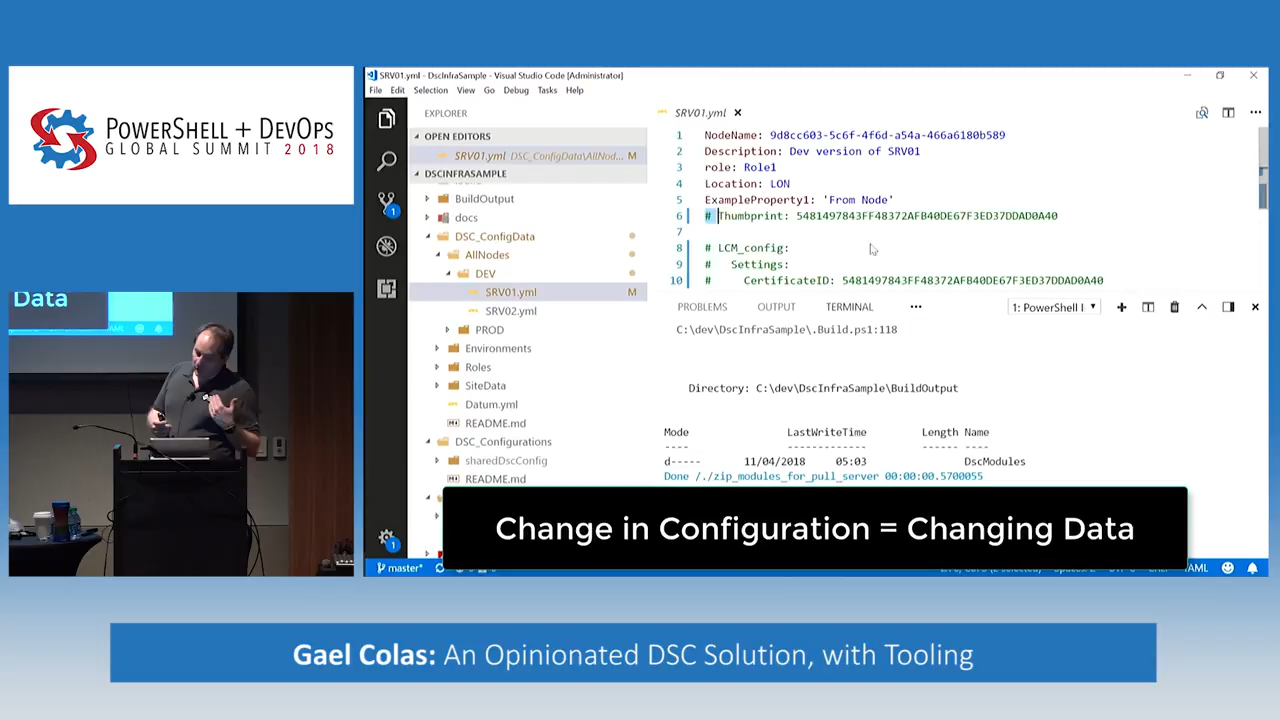 POWERSHELL + DEVOPS
GLOBAL SUMMIT 2018
Data
SRV01.yml - DscInfraSample - Visual Studio Code [Administrator]
File Edit Selection View Go Debug Tasks Help
EXPLORER
OPEN EDITORS
SRV01.yml DSC_ConfigData\AllNod... M
DSCINFRASAMPLE
BuildOutput
docs
DSC_ConfigData
AllNodes
DEV
SRV01.yml M
SRV02.yml
PROD
Environments
Roles
SiteData
Datum.yml
README.md
DSC_Configurations
sharedDscConfig
README.md
SRV01.yml
1 NodeName: 9d8cc603-5c6f-4f6d-a54a-466a6180b589
2 Description: Dev version of SRV01
3 role: Role1
4 Location: LON
5 ExampleProperty1: 'From Node'
6 # Thumbprint: 5481497843FF48372AFB40DE67F3ED37DDAD0A40
7
8 # LCM_config:
9 # Settings:
10 # CertificateID: 5481497843FF48372AFB40DE67F3ED37DDAD0A40
PROBLEMS OUTPUT TERMINAL ••• 1: PowerShell I
C:\dev\DscInfraSample\.Build.ps1:118
Directory: C:\dev\DscInfraSample\BuildOutput
Mode LastWriteTime Length Name
---- ------------- ------ ----
d----- 11/04/2018 05:03 DscModules
Done /./zip_modules_for_pull_server 00:00:00.5700055
Change in Configuration = Changing Data
master*
YAML
Gael Colas: An Opinionated DSC Solution, with Tooling